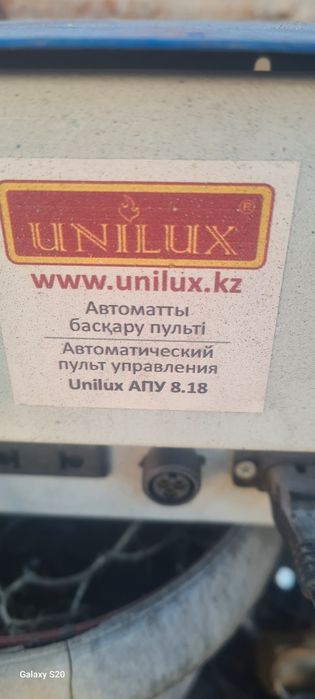 UNILUX®
www.unilux.kz
Автоматты
басқару пульті
Автоматический
пульт управления
Unilux АПУ 8.18
Galaxy S20